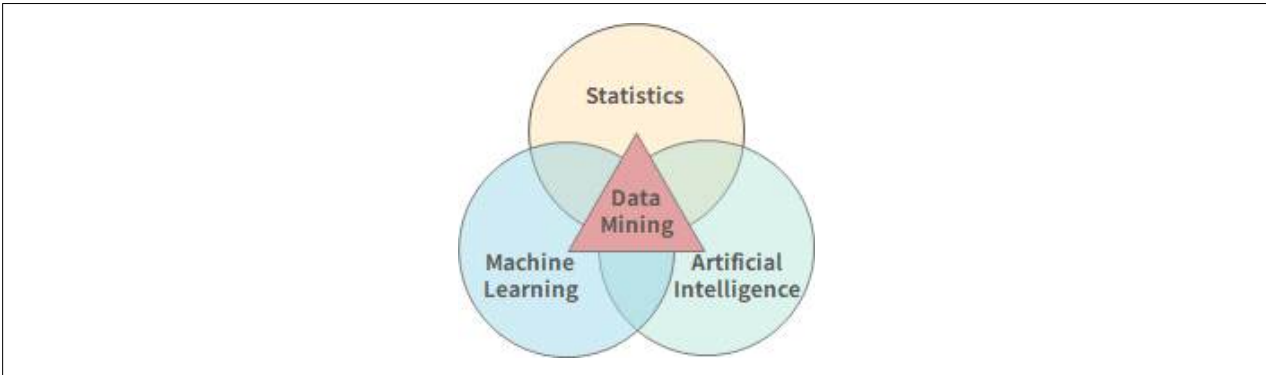 Statistics
Data
Mining
Machine
Learning
Artificial
Intelligence